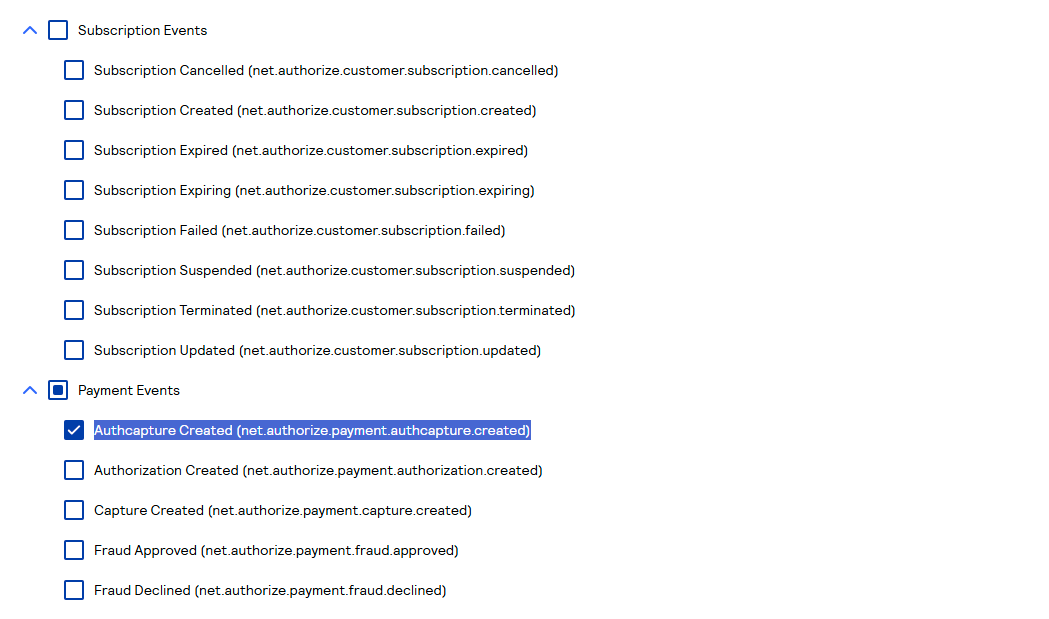 Subscription Events
Subscription Cancelled (net.authorize.customer.subscription.cancelled)
Subscription Created (net.authorize.customer.subscription.created)
Subscription Expired (net.authorize.customer.subscription.expired)
Subscription Expiring (net.authorize.customer.subscription.expiring)
Subscription Failed (net.authorize.customer.subscription.failed)
Subscription Suspended (net.authorize.customer.subscription.suspended)
Subscription Terminated (net.authorize.customer.subscription.terminated)
Subscription Updated (net.authorize.customer.subscription.updated)
Payment Events
Authcapture Created (net.authorize.payment.authcapture.created)
Authorization Created (net.authorize.payment.authorization.created)
Capture Created (net.authorize.payment.capture.created)
Fraud Approved (net.authorize.payment.fraud.approved)
Fraud Declined (net.authorize.payment.fraud.declined)